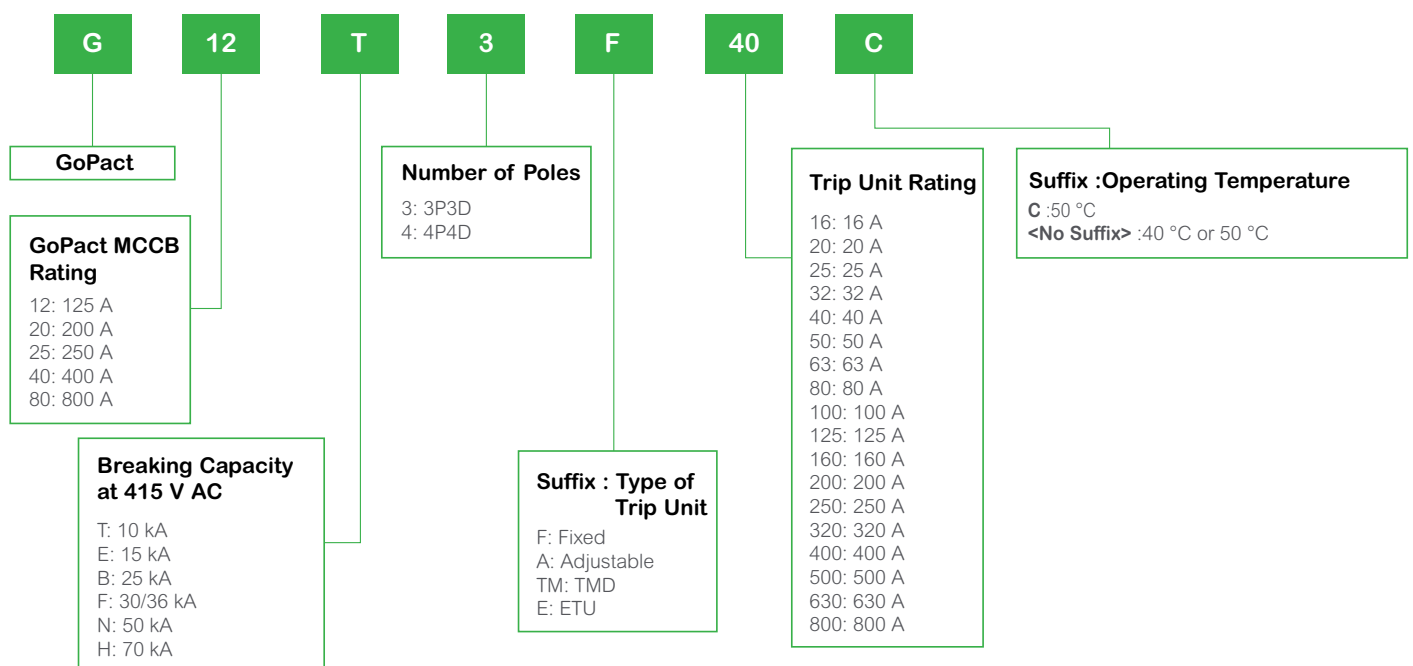 G 12 T 3 F 40 C
GoPact
GoPact MCCB
Rating
12: 125 A
20: 200 A
25: 250 A
40: 400 A
80: 800 A
Breaking Capacity
at 415 V AC
T: 10 kA
E: 15 kA
B: 25 kA
F: 30/36 kA
N: 50 kA
H: 70 kA
Number of Poles
3: 3P3D
4: 4P4D
Suffix : Type of
Trip Unit
F: Fixed
A: Adjustable
TM: TMD
E: ETU
Trip Unit Rating
16: 16 A
20: 20 A
25: 25 A
32: 32 A
40: 40 A
50: 50 A
63: 63 A
80: 80 A
100: 100 A
125: 125 A
160: 160 A
200: 200 A
250: 250 A
320: 320 A
400: 400 A
500: 500 A
630: 630 A
800: 800 A
Suffix :Operating Temperature
C :50 °C
<No Suffix> :40 °C or 50 °C